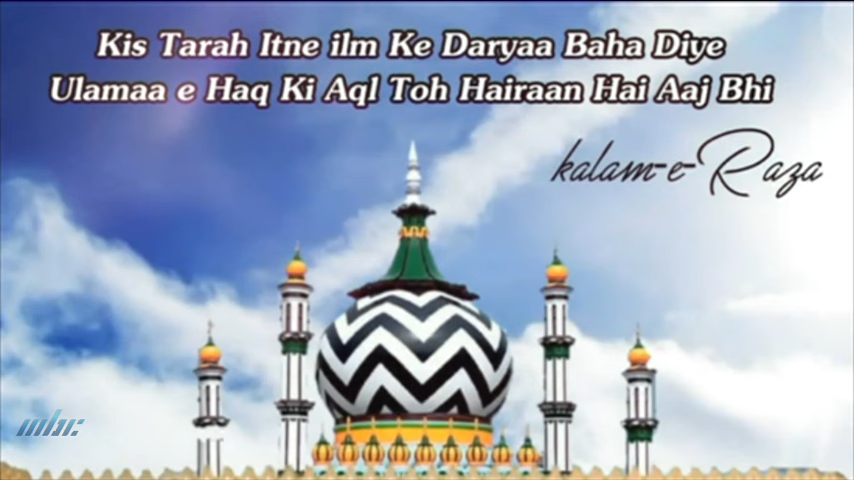 Kis Tarah Itne ilm Ke Daryaa Baha Diye
Ulamaa e Haq Ki Aql Toh Hairaan Hai Aaj Bhi
kalam-e-Raza